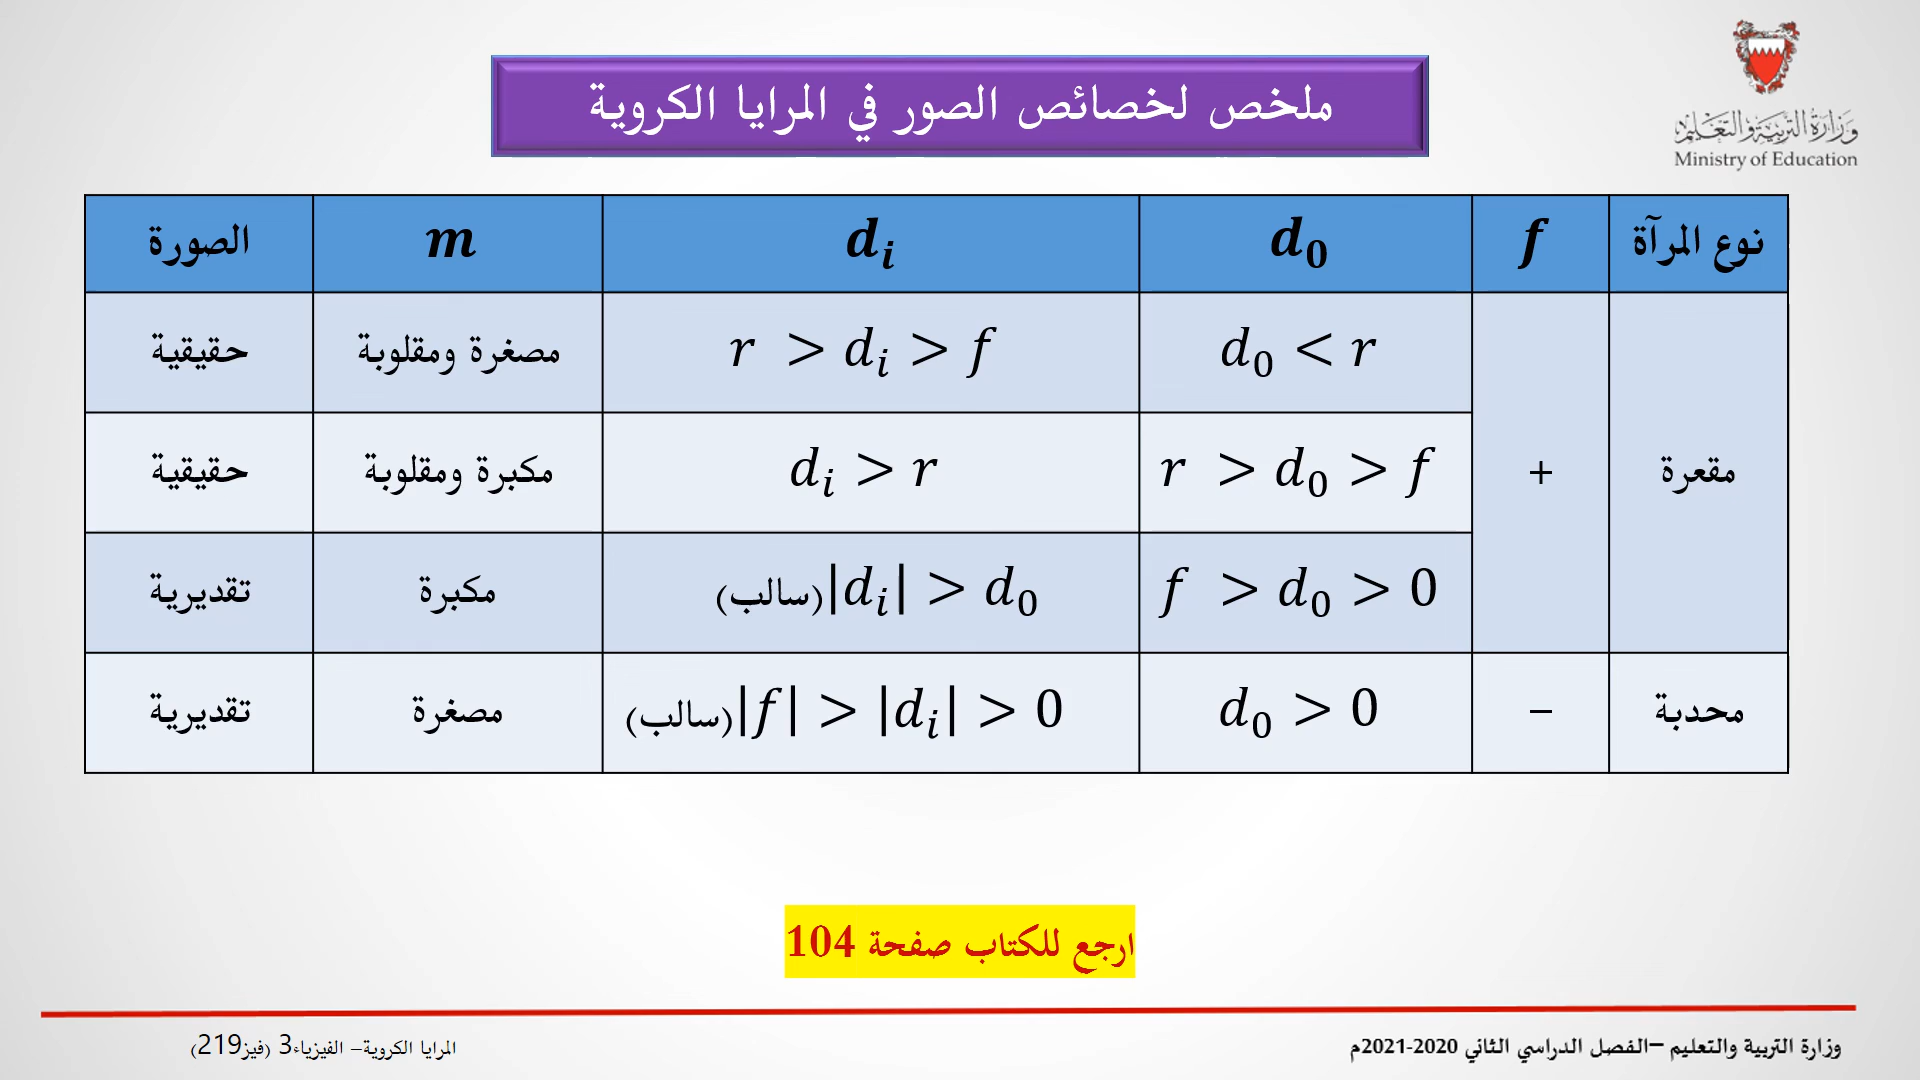 وزارة التربية والتعليم
Ministry of Education
ملخص لخصائص الصور في المرايا الكروية
نوع المرآة f d₀ dᵢ m الصورة
مقعرة + d₀ < r r > dᵢ > f مصغرة ومقلوبة حقيقية
r > d₀ > f dᵢ > r مكبرة ومقلوبة حقيقية
f > d₀ > 0 |dᵢ| > d₀ (سالب) مكبرة تقديرية
محدبة – d₀ > 0 |f| > |dᵢ| > 0 (سالب) مصغرة تقديرية
ارجع للكتاب صفحة 104
وزارة التربية والتعليم –الفصل الدراسي الثاني 2020-2021م
المرايا الكروية– الفيزياء3 (فيز219)